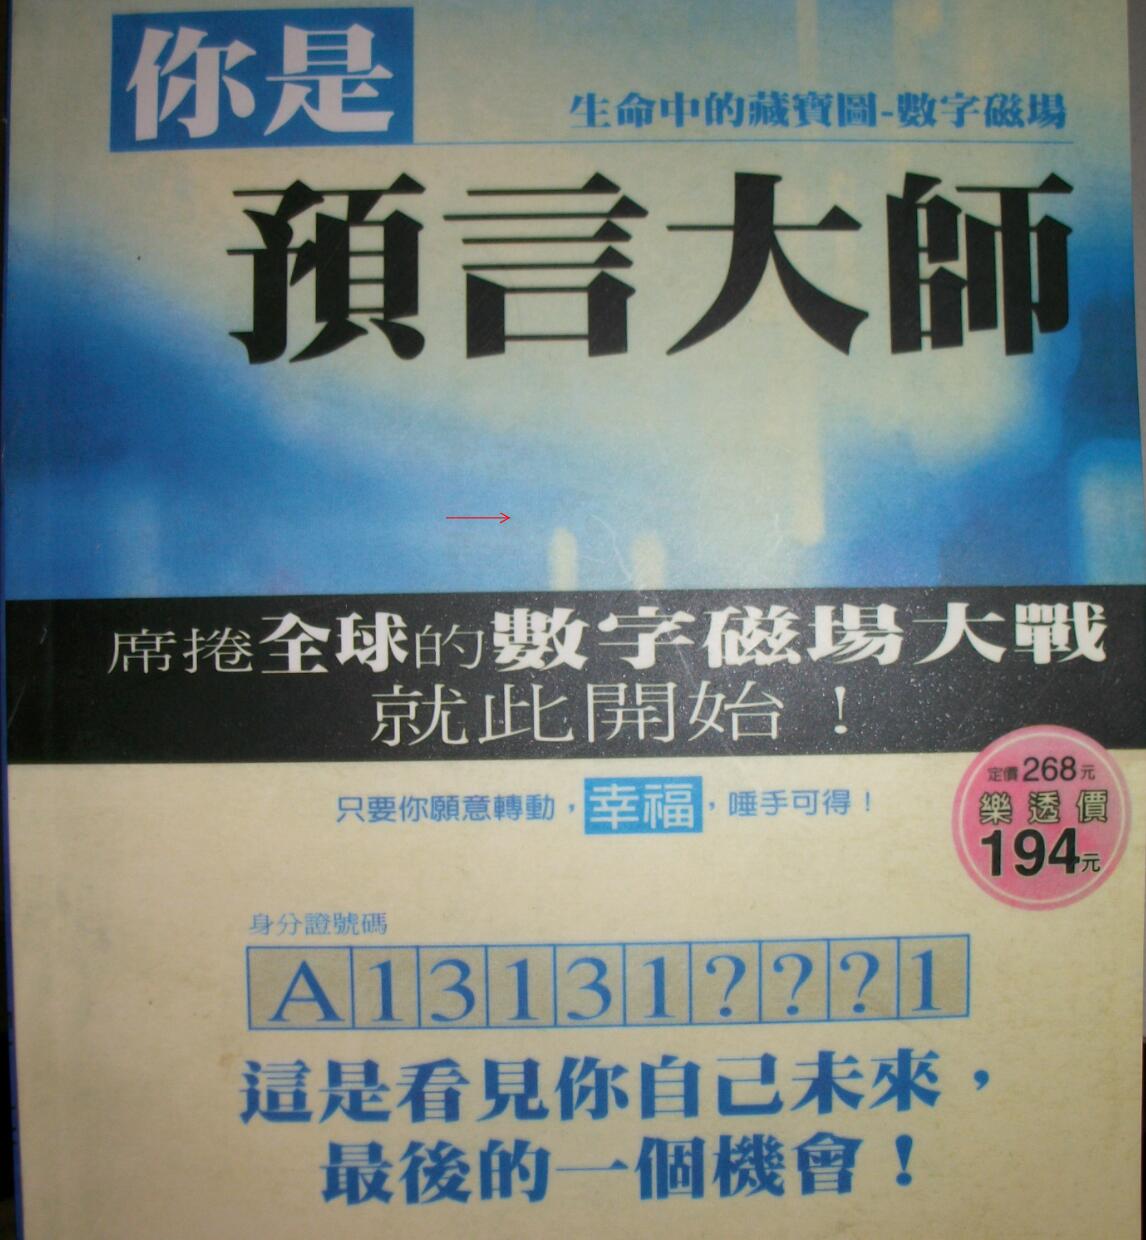 你是
生命中的藏寶圖-數字磁場
預言大師
席捲全球的數字磁場大戰
就此開始！
定價268元
樂透價
194元
只要你願意轉動，幸福，唾手可得！
身分證號碼
A13131???1
這是看見你自己未來，
最後的一個機會！